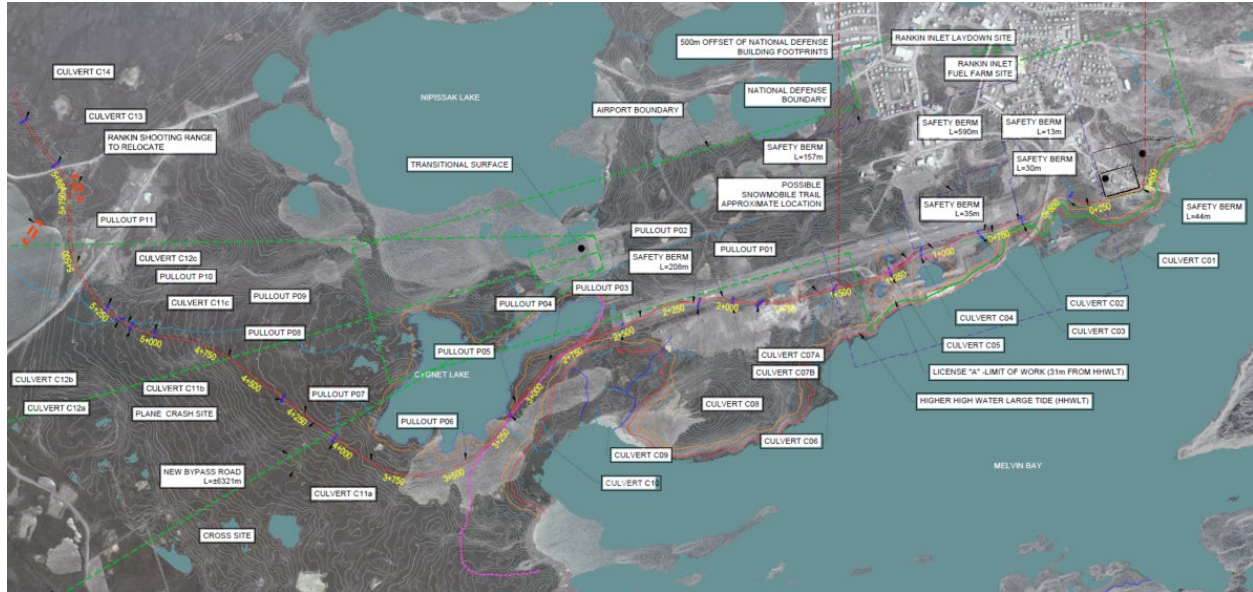 500m OFFSET OF NATIONAL DEFENSE
BUILDING FOOTPRINTS
RANKIN INLET LAYDOWN SITE
RANKIN INLET
FUEL FARM SITE
CULVERT C14
NIPISSAK LAKE
NATIONAL DEFENSE
BOUNDARY
AIRPORT BOUNDARY
CULVERT C13
RANKIN SHOOTING RANGE
TO RELOCATE
SAFETY BERM
L=590m
SAFETY BERM
L=13m
SAFETY BERM
L=157m
TRANSITIONAL SURFACE
SAFETY BERM
L=30m
POSSIBLE
SNOWMOBILE TRAIL
APPROXIMATE LOCATION
SAFETY BERM
L=35m
SAFETY BERM
L=44m
PULLOUT P11
PULLOUT P02
PULLOUT P01
CULVERT C12c
SAFETY BERM
L=208m
CULVERT C01
PULLOUT P10
PULLOUT P03
CULVERT C11c
PULLOUT P09
PULLOUT P04
CULVERT C02
CULVERT C04
CULVERT C03
PULLOUT P08
CULVERT C05
PULLOUT P05
CULVERT C07A
CULVERT C07B
LICENSE "A" -LIMIT OF WORK (31m FROM HHWLT)
CYGNET LAKE
CULVERT C12b
CULVERT C11b
PULLOUT P07
CULVERT C12a
PLANE CRASH SITE
CULVERT C08
HIGHER HIGH WATER LARGE TIDE (HHWLT)
PULLOUT P06
CULVERT C06
CULVERT C09
MELVIN BAY
NEW BYPASS ROAD
L=±6321m
CULVERT C10
CULVERT C11a
CROSS SITE
0+250
0+750
1+000
1+250
1+500
2+000
2+250
2+500
2+750
3+000
3+250
3+500
3+750
4+000
4+250
4+500
4+750
5+000
5+250
5+500
5+750